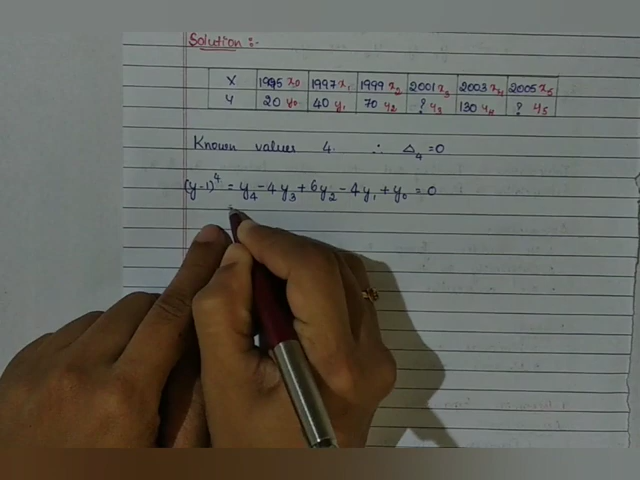 Solution :-
X 1995 x₀ 1997 x₁ 1999 x₂ 2001 x₃ 2003 x₄ 2005 x₅
Y 20 y₀ 40 y₁ 70 y₂ ? y₃ 130 y₄ ? y₅
Known values 4. ∴ Δ₄ = 0
(y-1)⁴ = y₄ - 4y₃ + 6y₂ - 4y₁ + y₀ = 0